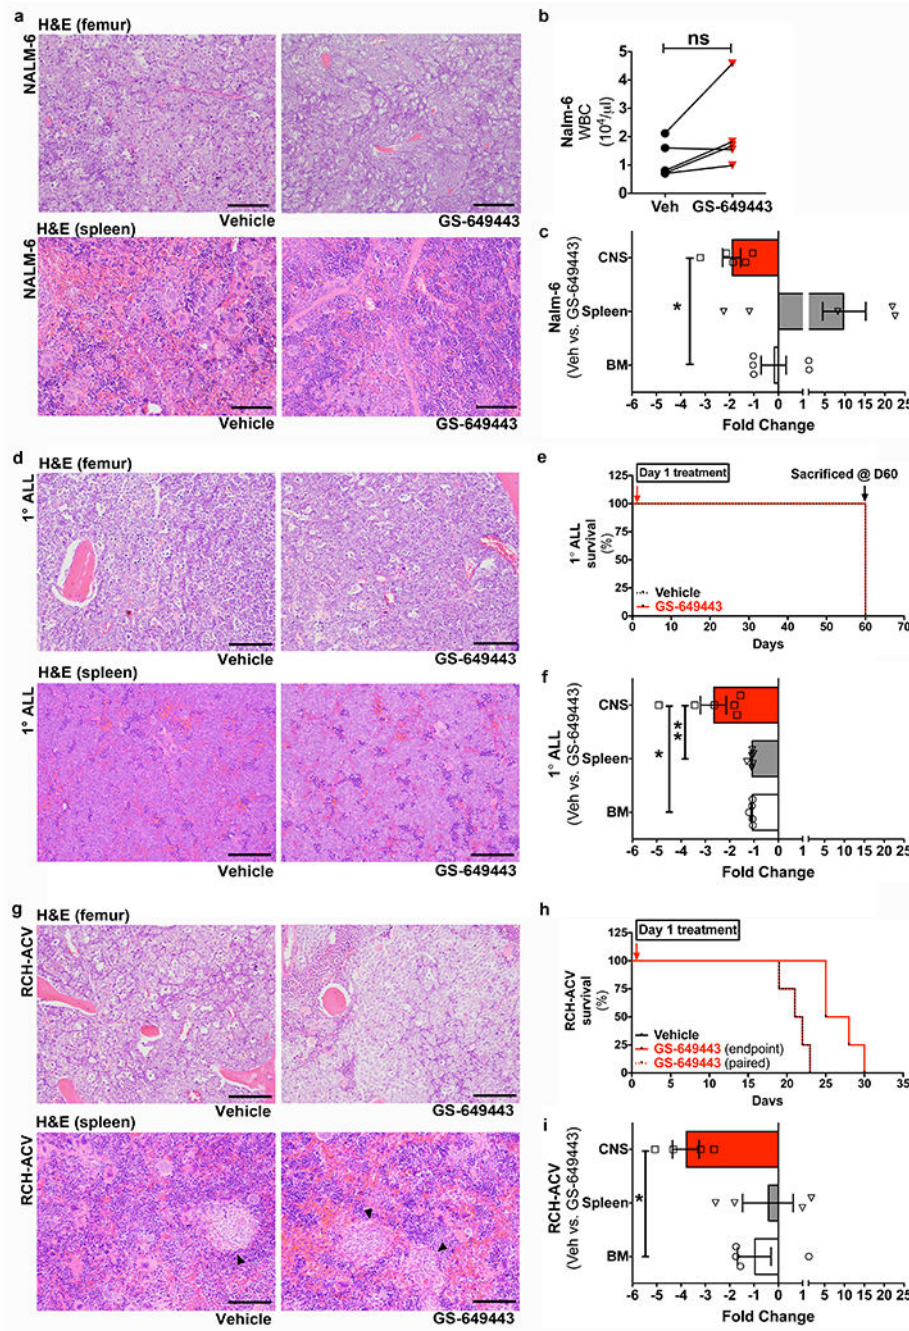 a
H&E (femur)
NALM-6
Vehicle
GS-649443
H&E (spleen)
NALM-6
Vehicle
GS-649443
b
ns
5
4
3
2
1
0
Nalm-6
WBC
(10⁴/µl)
Veh GS-649443
c
Nalm-6
(Veh vs. GS-649443)
CNS
Spleen
BM
*
-6 -5 -4 -3 -2 -1 0 1 5 10 15 20 25
Fold Change
d
H&E (femur)
1° ALL
Vehicle
GS-649443
H&E (spleen)
1° ALL
Vehicle
GS-649443
e
Day 1 treatment
Sacrificed @ D60
125
100
75
50
25
0
1° ALL
survival
(%)
Vehicle
GS-649443
0 10 20 30 40 50 60 70
Days
f
1° ALL
(Veh vs. GS-649443)
CNS
Spleen
BM
*
**
-6 -5 -4 -3 -2 -1 0 1 5 10 15 20 25
Fold Change
g
H&E (femur)
RCH-ACV
Vehicle
GS-649443
H&E (spleen)
RCH-ACV
Vehicle
GS-649443
h
Day 1 treatment
125
100
75
50
25
0
RCH-ACV
survival
(%)
Vehicle
GS-649443 (endpoint)
GS-649443 (paired)
0 5 10 15 20 25 30 35
Days
i
RCH-ACV
(Veh vs. GS-649443)
CNS
Spleen
BM
*
-6 -5 -4 -3 -2 -1 0 1 5 10 15 20 25
Fold Change